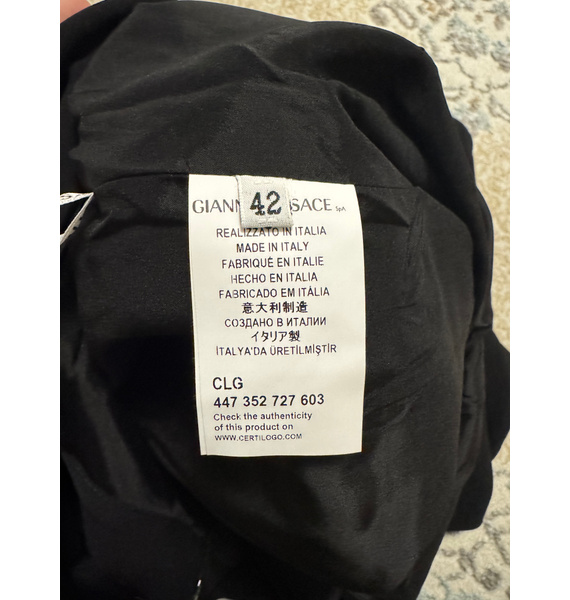 42
GIANN SACE SpA
REALIZZATO IN ITALIA
MADE IN ITALY
FABRIQUÉ EN ITALIE
HECHO EN ITALIA
FABRICADO EM ITÁLIA
意大利制造
СОЗДАНО В ИТАЛИИ
イタリア製
İTALYA'DA ÜRETİLMİŞTİR
CLG
447 352 727 603
Check the authenticity
of this product on
WWW.CERTILOGO.COM